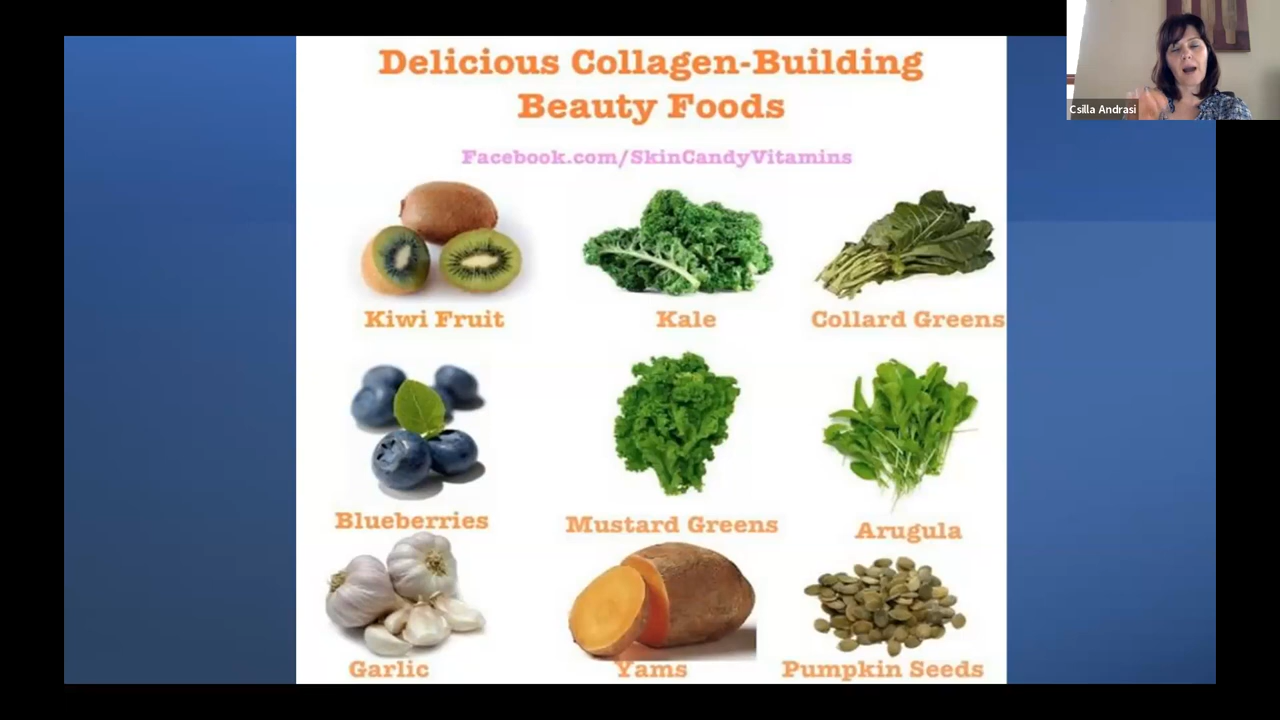 Delicious Collagen-Building
Beauty Foods
Facebook.com/SkinCandyVitamins
Csilla Andrasi
Kiwi Fruit
Kale
Collard Greens
Blueberries
Mustard Greens
Arugula
Garlic
Yams
Pumpkin Seeds